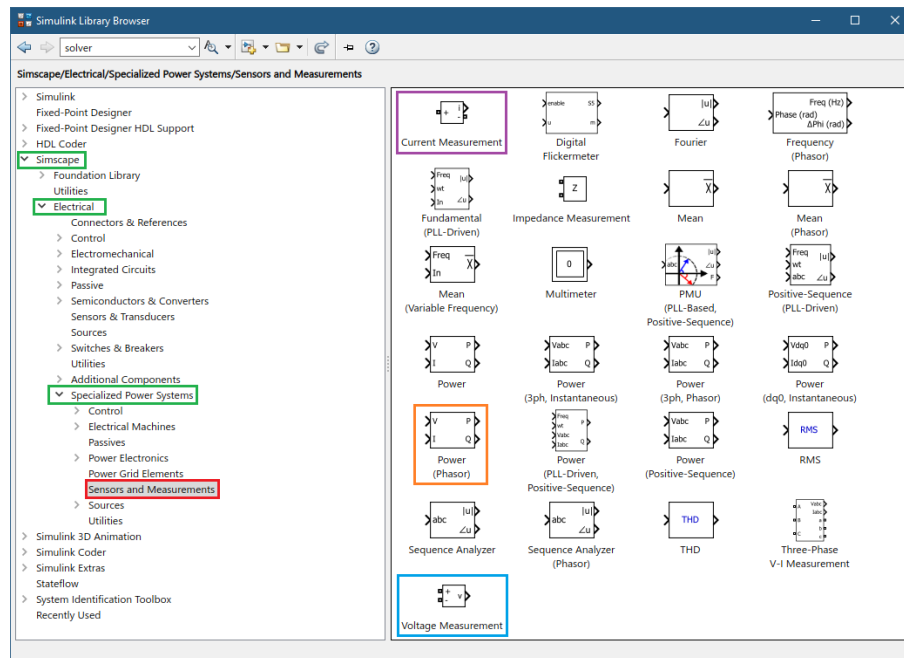 Simulink Library Browser
solver
Simscape/Electrical/Specialized Power Systems/Sensors and Measurements
Simulink
Fixed-Point Designer
Fixed-Point Designer HDL Support
HDL Coder
Simscape
Foundation Library
Utilities
Electrical
Connectors & References
Control
Electromechanical
Integrated Circuits
Passive
Semiconductors & Converters
Sensors & Transducers
Sources
Switches & Breakers
Utilities
Additional Components
Specialized Power Systems
Control
Electrical Machines
Passives
Power Electronics
Power Grid Elements
Sensors and Measurements
Sources
Utilities
Simulink 3D Animation
Simulink Coder
Simulink Extras
Stateflow
System Identification Toolbox
Recently Used
+ i
-
Current Measurement
enable SS
u m
Digital
Flickermeter
|u|
∠u
Fourier
Freq (Hz)
Phase (rad)
ΔPhi (rad)
Frequency
(Phasor)
Freq |u|
wt
In ∠u
Fundamental
(PLL-Driven)
Z
Impedance Measurement
X
Mean
X
Mean
(Phasor)
Freq X
In
Mean
(Variable Frequency)
0
Multimeter
|u|
abc ∠u
F
PMU
(PLL-Based,
Positive-Sequence)
Freq |u|
wt
abc ∠u
Positive-Sequence
(PLL-Driven)
V P
I Q
Power
Vabc P
Iabc Q
Power
(3ph, Instantaneous)
Vabc P
Iabc Q
Power
(3ph, Phasor)
Vdq0 P
Idq0 Q
Power
(dq0, Instantaneous)
V P
I Q
Power
(Phasor)
Freq
wt P
Vabc
Iabc Q
Power
(PLL-Driven,
Positive-Sequence)
Vabc P
Iabc Q
Power
(Positive-Sequence)
RMS
RMS
abc |u|
∠u
Sequence Analyzer
abc |u|
∠u
Sequence Analyzer
(Phasor)
THD
THD
A Vabc
Iabc
B a
b
C c
Three-Phase
V-I Measurement
+ v
-
Voltage Measurement